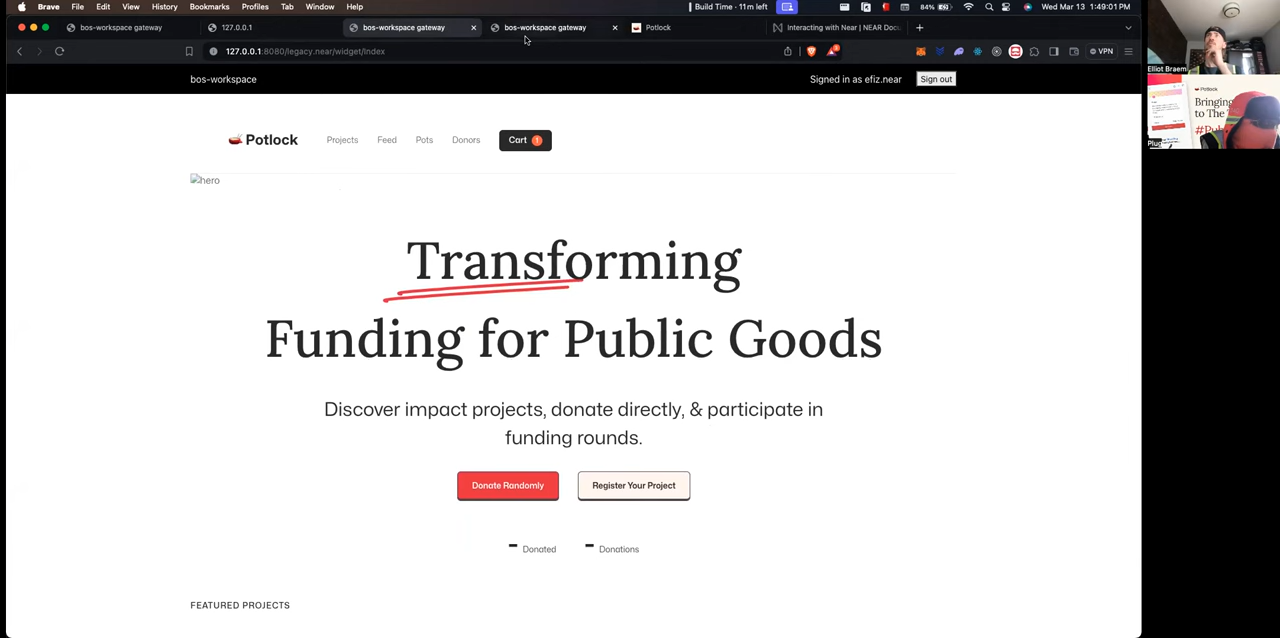 Brave File Edit View History Bookmarks Profiles Tab Window Help
Build Time · 11m left
84%
Wed Mar 13 1:49:01 PM
bos-workspace gateway
127.0.0.1
bos-workspace gateway
bos-workspace gateway
Potlock
Interacting with Near | NEAR Doc
127.0.0.1:8080/legacy.near/widget/Index
VPN
bos-workspace
Signed in as efiz.near
Sign out
Potlock
Projects
Feed
Pots
Donors
Cart
hero
Transforming
Funding for Public Goods
Discover impact projects, donate directly, & participate in
funding rounds.
Donate Randomly
Register Your Project
- Donated
- Donations
FEATURED PROJECTS
Elliot Braem
Potlock
Bringing
to The
Plug